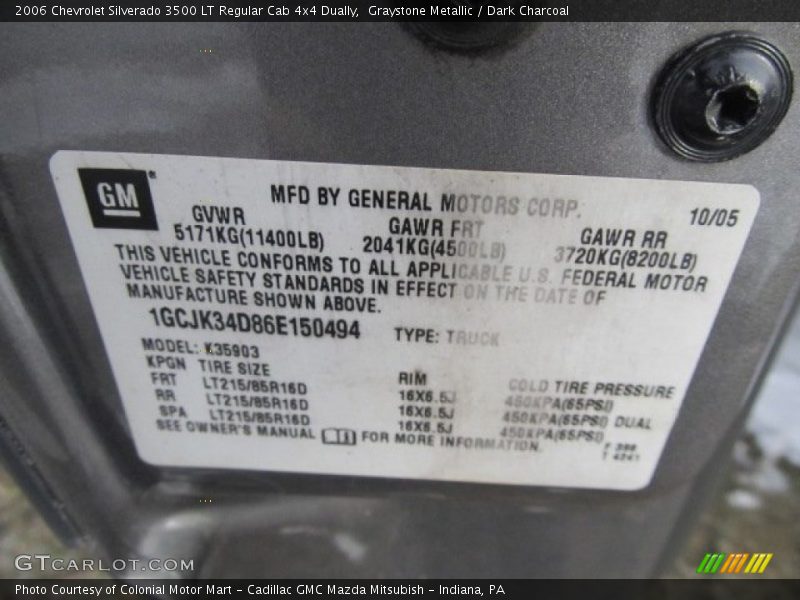 2006 Chevrolet Silverado 3500 LT Regular Cab 4x4 Dually, Graystone Metallic / Dark Charcoal
GM
MFD BY GENERAL MOTORS CORP.
10/05
GVWR GAWR FRT GAWR RR
5171KG(11400LB) 2041KG(4500LB) 3720KG(8200LB)
THIS VEHICLE CONFORMS TO ALL APPLICABLE U.S. FEDERAL MOTOR
VEHICLE SAFETY STANDARDS IN EFFECT ON THE DATE OF
MANUFACTURE SHOWN ABOVE.
1GCJK34D86E150494 TYPE: TRUCK
MODEL: K35903
KPGN TIRE SIZE RIM COLD TIRE PRESSURE
FRT LT215/85R16D 16X6.5J 450KPA(65PSI)
RR LT215/85R16D 16X6.5J 450KPA(65PSI) DUAL
SPA LT215/85R16D 16X6.5J 450KPA(65PSI)
SEE OWNER'S MANUAL FOR MORE INFORMATION.
GTCARLOT.COM
Photo Courtesy of Colonial Motor Mart - Cadillac GMC Mazda Mitsubish - Indiana, PA